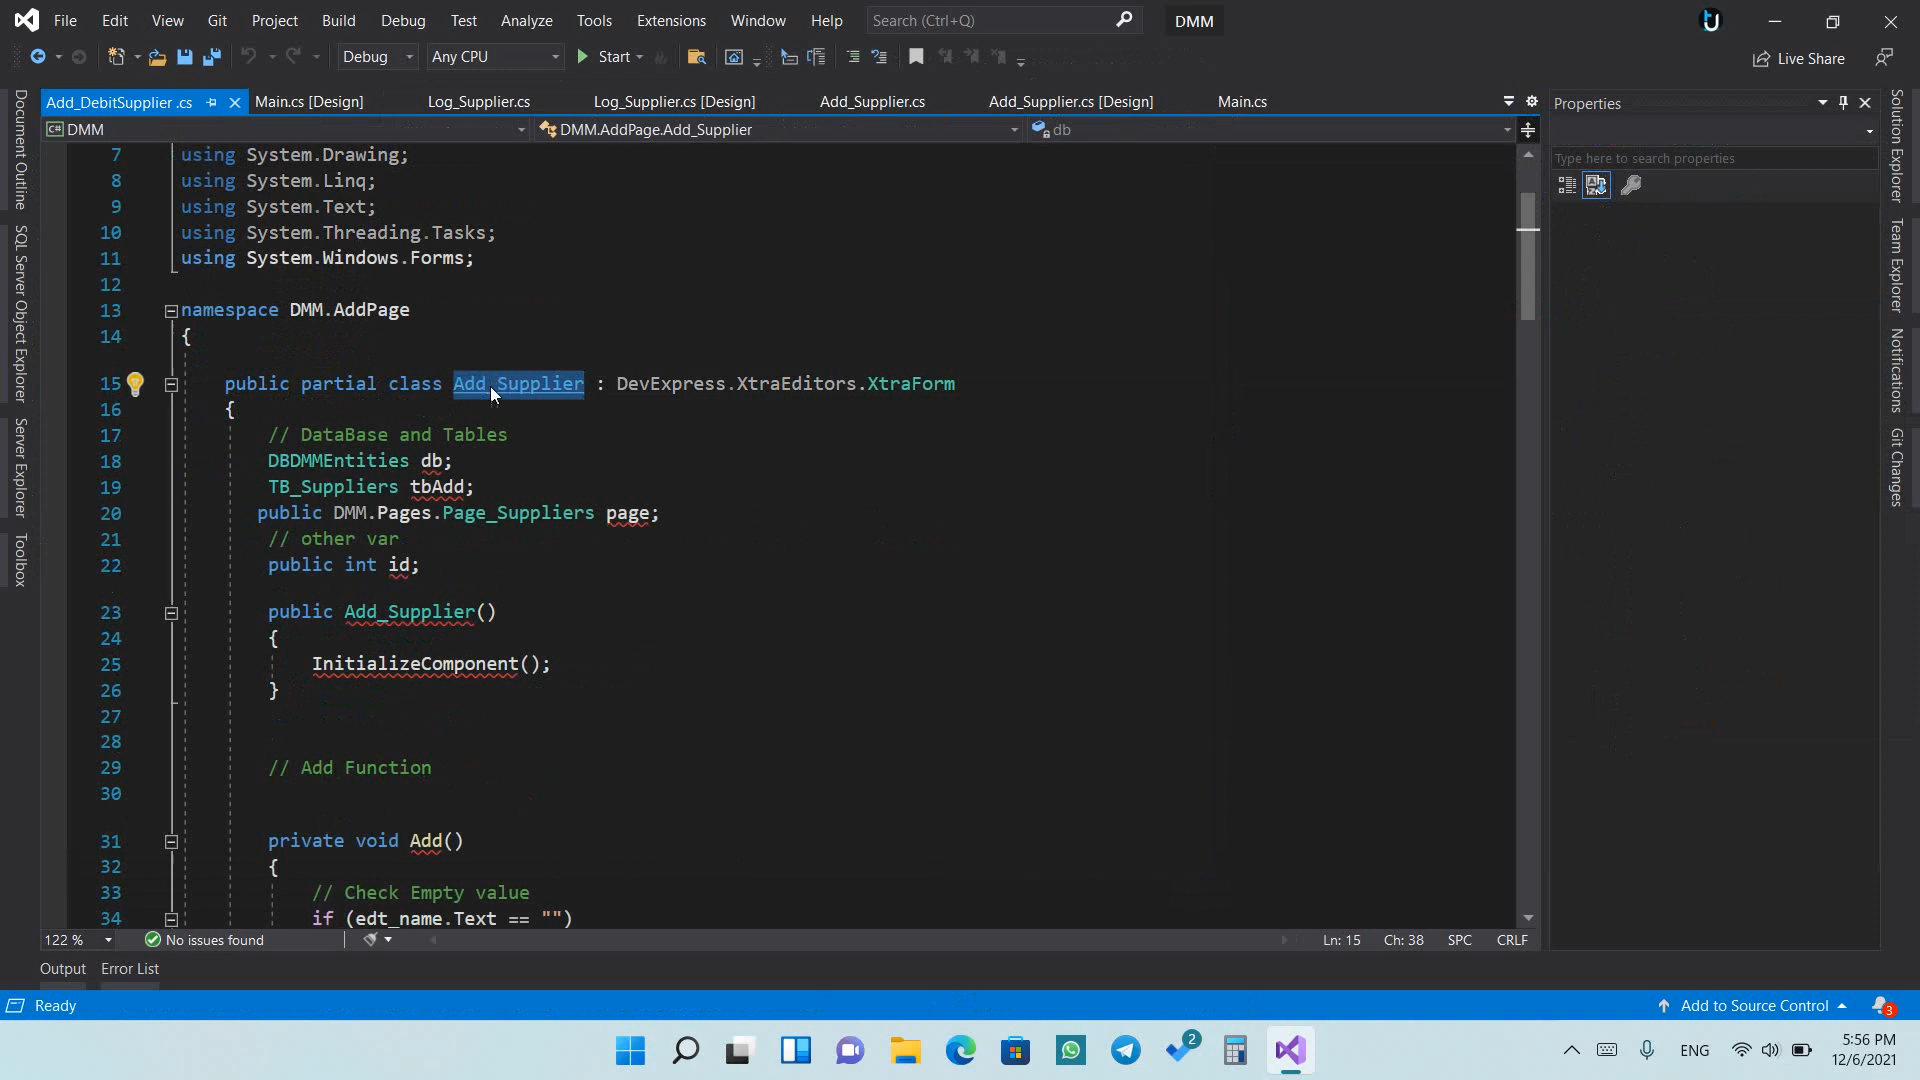 File Edit View Git Project Build Debug Test Analyze Tools Extensions Window Help Search (Ctrl+Q) DMM
Debug Any CPU Start Live Share
Add_DebitSupplier .cs Main.cs [Design] Log_Supplier.cs Log_Supplier.cs [Design] Add_Supplier.cs Add_Supplier.cs [Design] Main.cs
C# DMM DMM.AddPage.Add_Supplier db
Document Outline
SQL Server Object Explorer
Server Explorer
Toolbox
7 using System.Drawing;
8 using System.Linq;
9 using System.Text;
10 using System.Threading.Tasks;
11 using System.Windows.Forms;
12
13 namespace DMM.AddPage
14 {
15 public partial class Add_Supplier : DevExpress.XtraEditors.XtraForm
16 {
17 // DataBase and Tables
18 DBDMMEntities db;
19 TB_Suppliers tbAdd;
20 public DMM.Pages.Page_Suppliers page;
21 // other var
22 public int id;
23 public Add_Supplier()
24 {
25 InitializeComponent();
26 }
27
28
29 // Add Function
30
31 private void Add()
32 {
33 // Check Empty value
34 if (edt_name.Text == "")
122 % No issues found Ln: 15 Ch: 38 SPC CRLF
Properties
Type here to search properties
Solution Explorer
Team Explorer
Notifications
Git Changes
Output Error List
Ready Add to Source Control 3
2 ENG 5:56 PM
12/6/2021